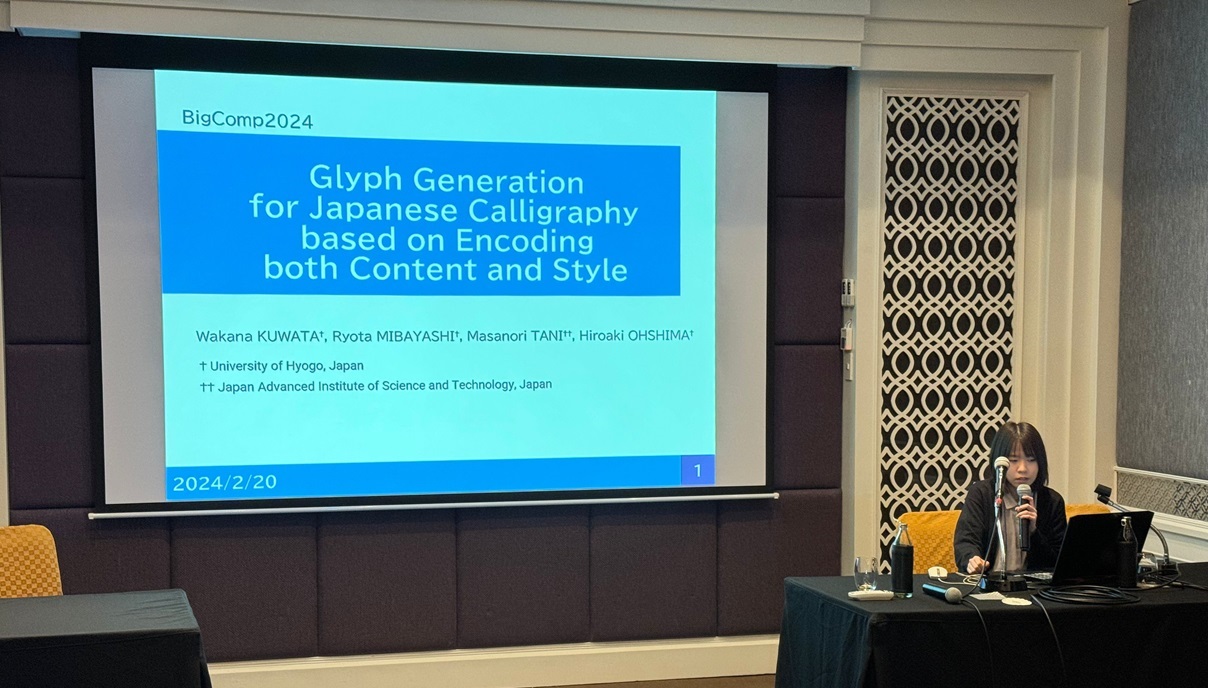 BigComp2024
Glyph Generation
for Japanese Calligraphy
based on Encoding
both Content and Style
Wakana KUWATA†, Ryota MIBAYASHI†, Masanori TANI††, Hiroaki OHSHIMA†
† University of Hyogo, Japan
†† Japan Advanced Institute of Science and Technology, Japan
2024/2/20
1